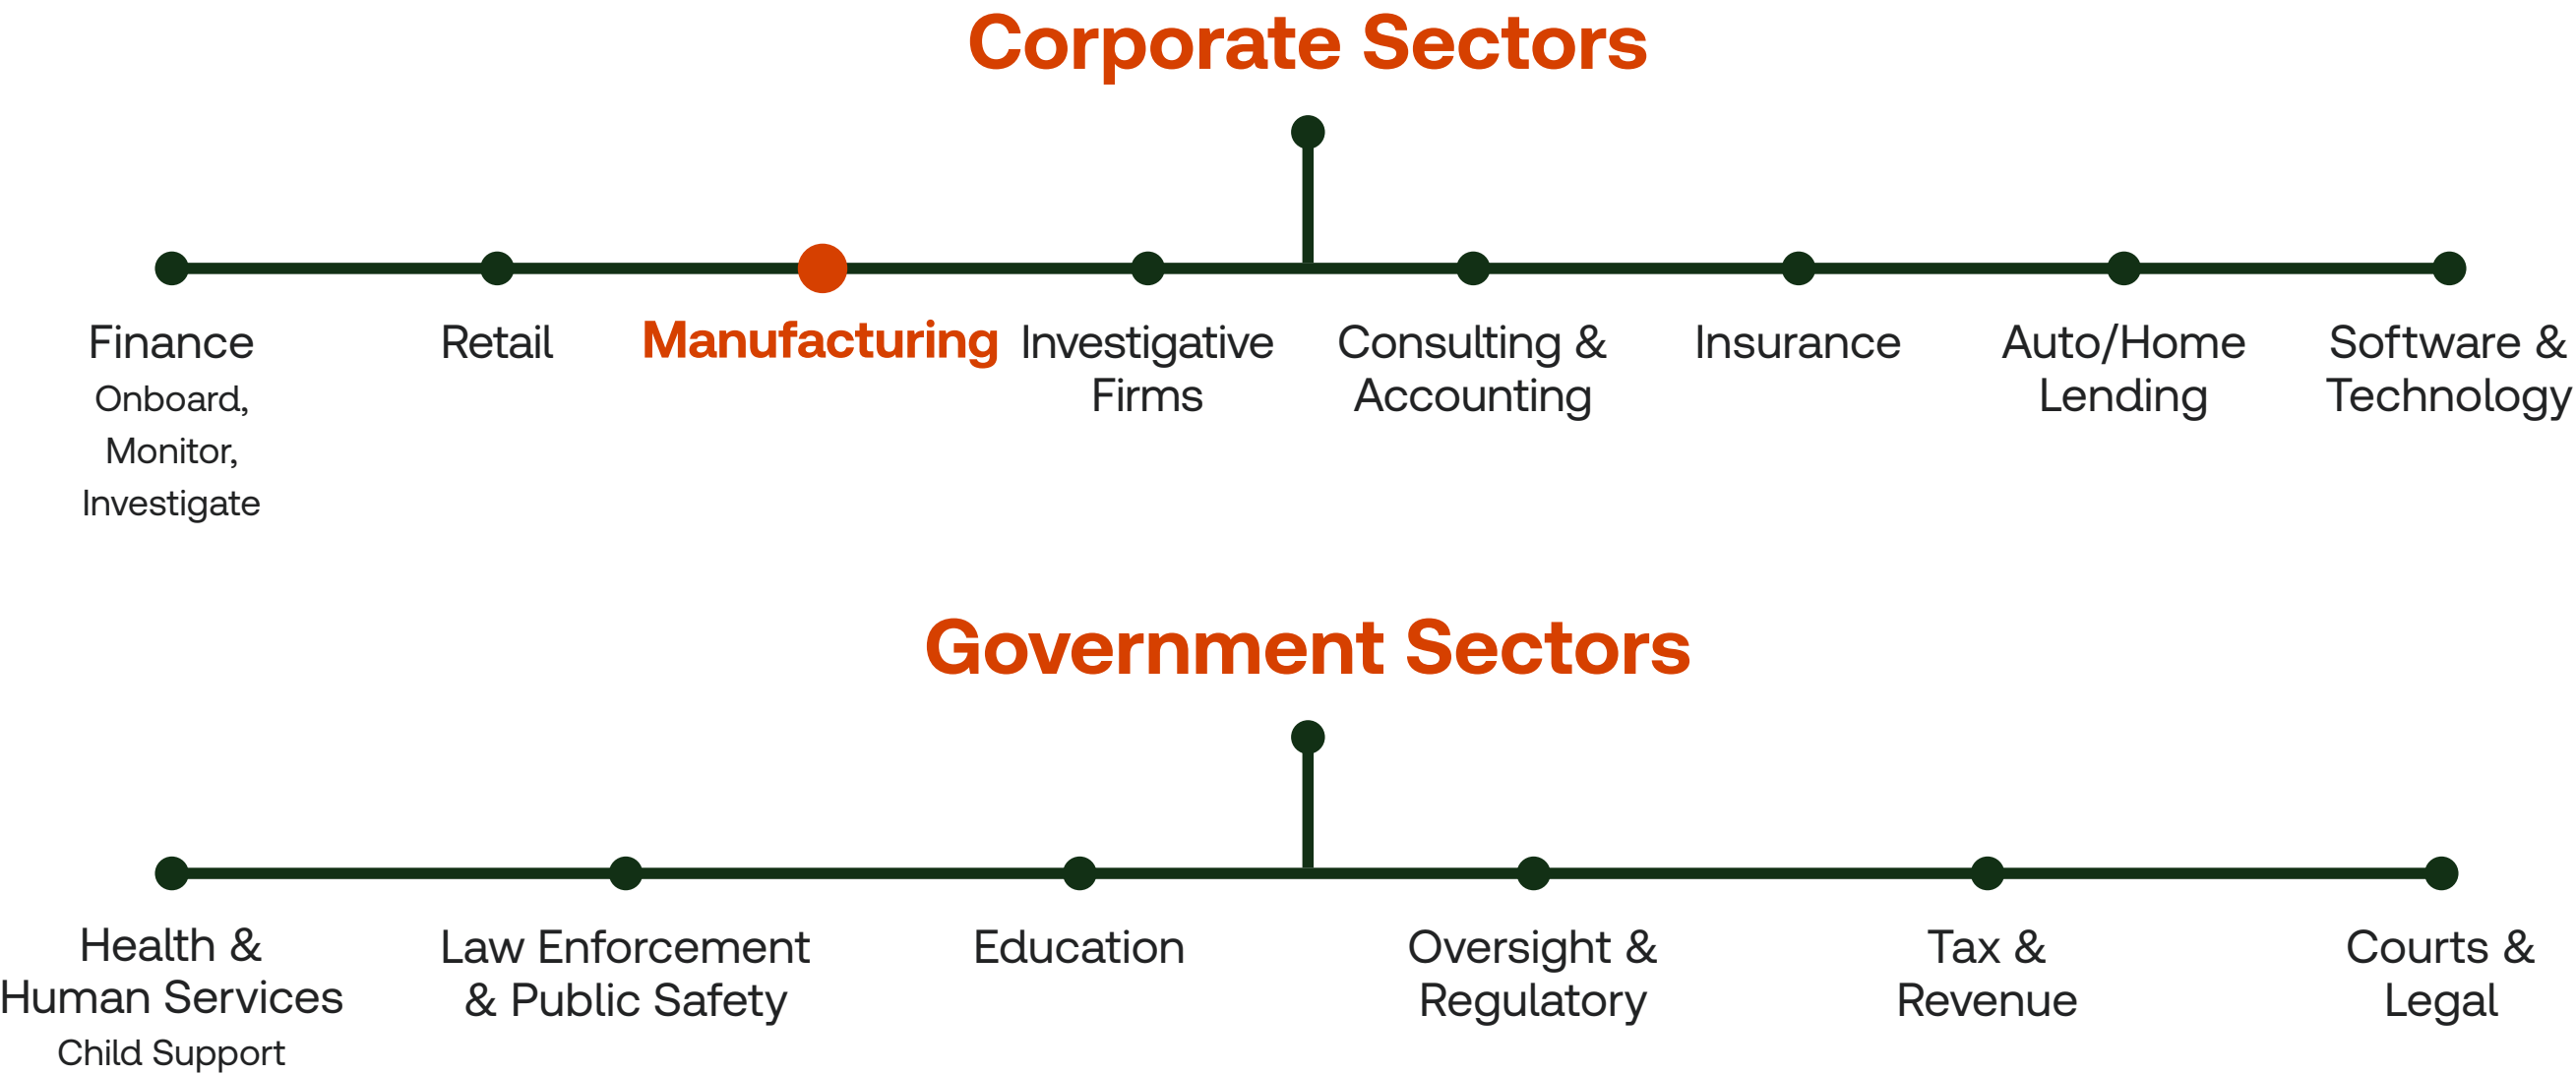 Corporate Sectors
Finance
Onboard,
Monitor,
Investigate
Retail
Manufacturing
Investigative
Firms
Consulting &
Accounting
Insurance
Auto/Home
Lending
Software &
Technology
Government Sectors
Health &
Human Services
Child Support
Law Enforcement
& Public Safety
Education
Oversight &
Regulatory
Tax &
Revenue
Courts &
Legal